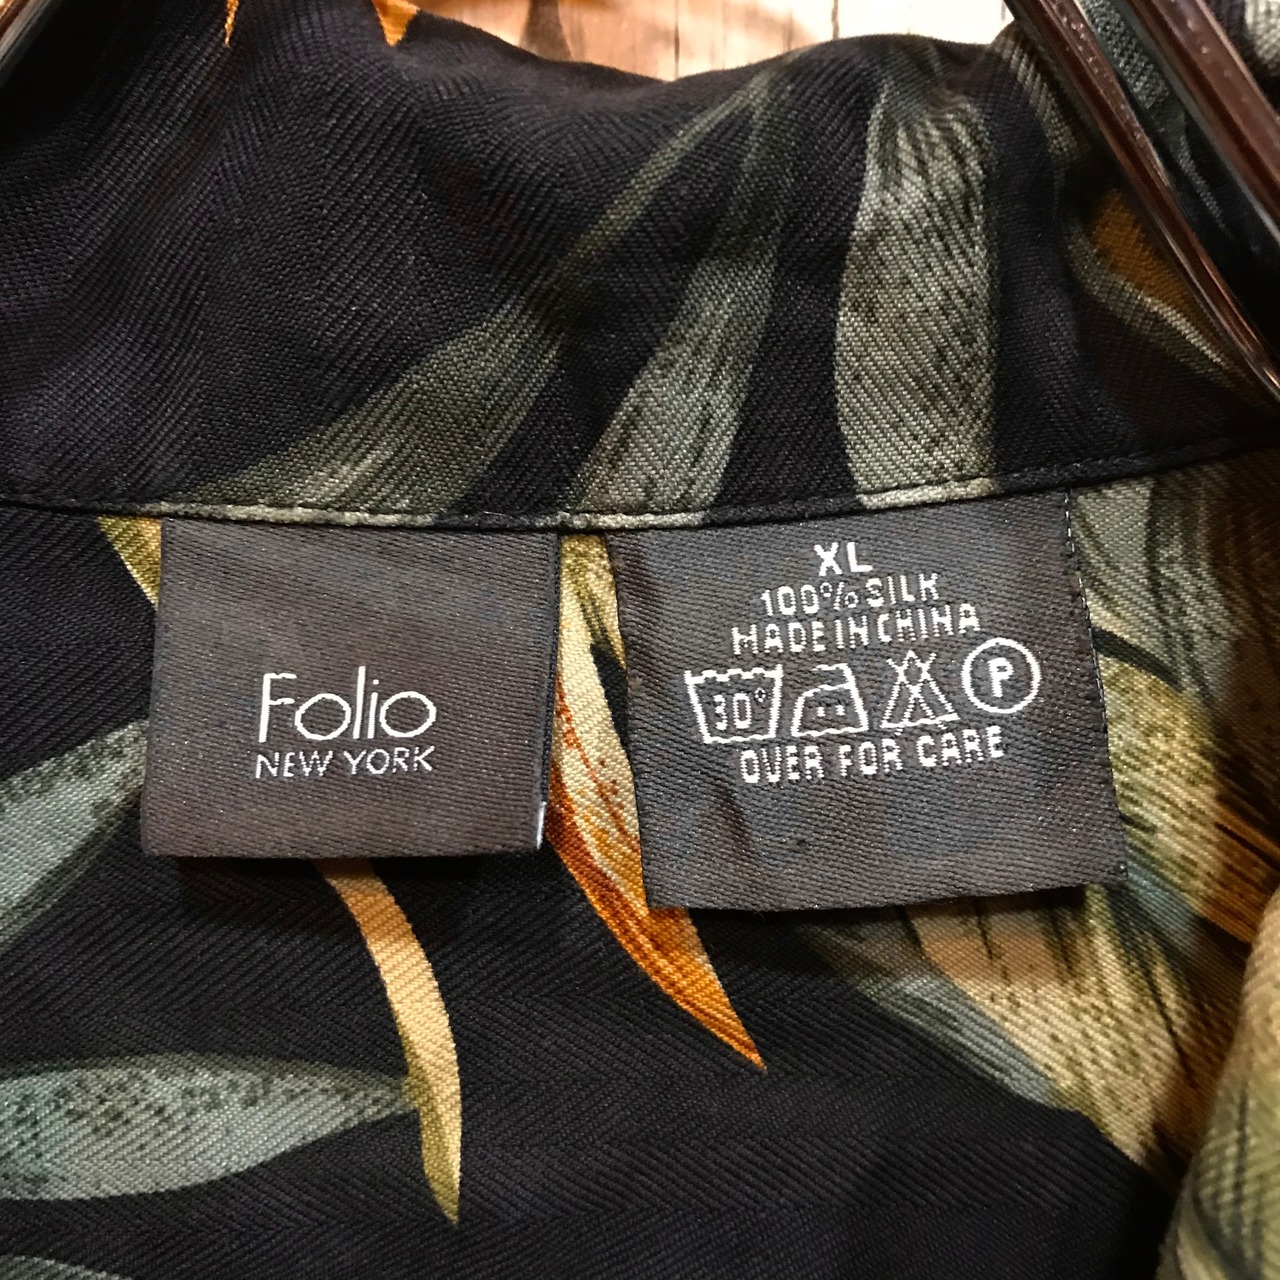 Folio
NEW YORK
XL
100% SILK
MADE IN CHINA
30° P
OVER FOR CARE